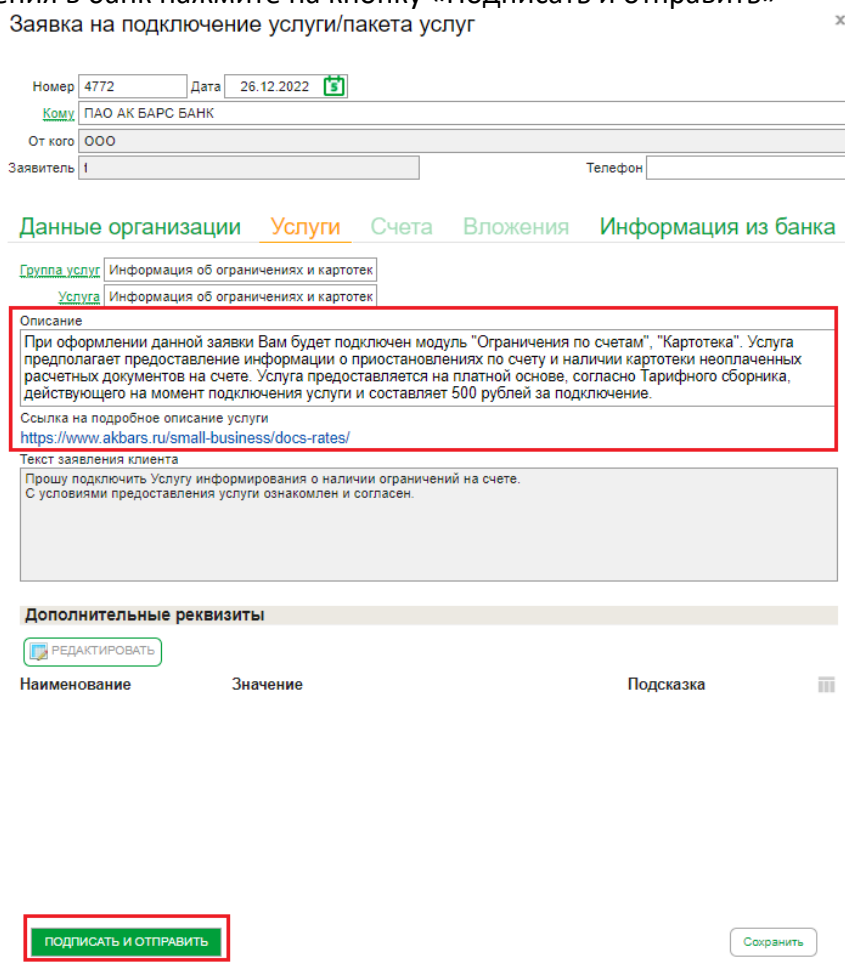 в банк нажмите на кнопку «Подписать и отправить»
Заявка на подключение услуги/пакета услуг x
Номер 4772 Дата 26.12.2022
Кому ПАО АК БАРС БАНК
От кого ООО
Заявитель f Телефон
Данные организации Услуги Счета Вложения Информация из банка
Группа услуг Информация об ограничениях и картотек
Услуга Информация об ограничениях и картотек
Описание
При оформлении данной заявки Вам будет подключен модуль "Ограничения по счетам", "Картотека". Услуга
предполагает предоставление информации о приостановлениях по счету и наличии картотеки неоплаченных
расчетных документов на счете. Услуга предоставляется на платной основе, согласно Тарифного сборника,
действующего на момент подключения услуги и составляет 500 рублей за подключение.
Ссылка на подробное описание услуги
https://www.akbars.ru/small-business/docs-rates/
Текст заявления клиента
Прошу подключить Услугу информирования о наличии ограничений на счете.
С условиями предоставления услуги ознакомлен и согласен.
Дополнительные реквизиты
РЕДАКТИРОВАТЬ
Наименование Значение Подсказка
ПОДПИСАТЬ И ОТПРАВИТЬ Сохранить